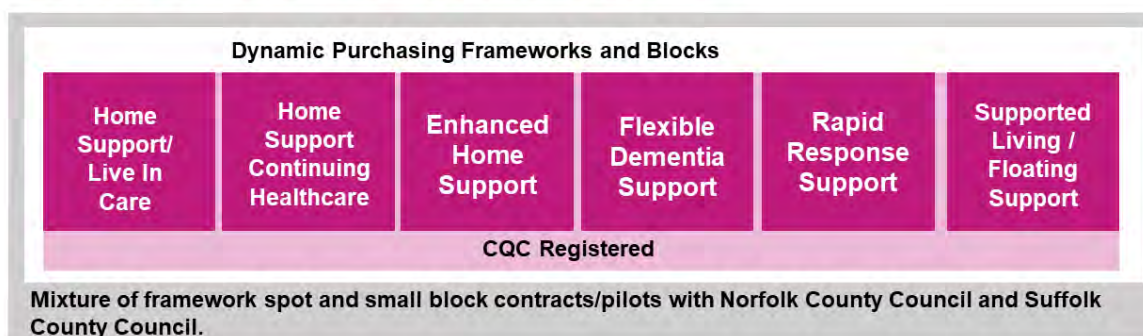 Dynamic Purchasing Frameworks and Blocks
Home
Support/
Live In
Care
Home
Support
Continuing
Healthcare
Enhanced
Home
Support
Flexible
Dementia
Support
Rapid
Response
Support
Supported
Living /
Floating
Support
CQC Registered
Mixture of framework spot and small block contracts/pilots with Norfolk County Council and Suffolk
County Council.